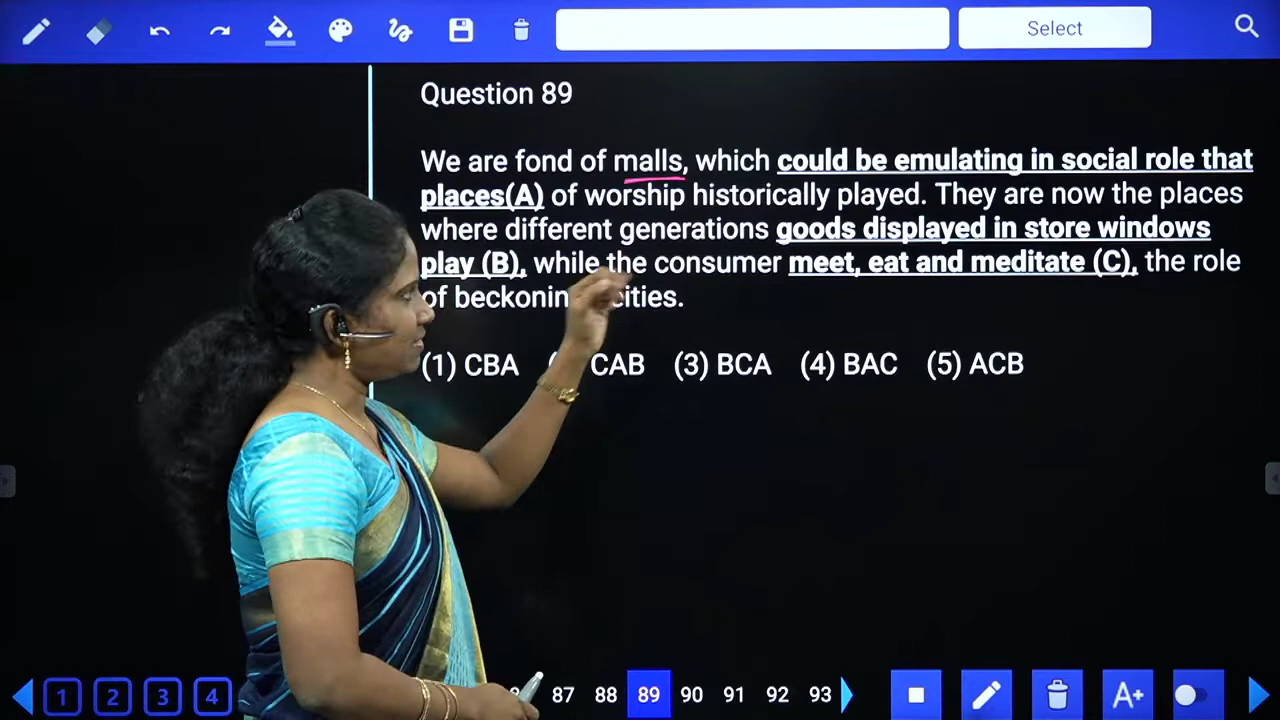 Select
Question 89
We are fond of malls, which could be emulating in social role that
places(A) of worship historically played. They are now the places
where different generations goods displayed in store windows
play (B), while the consumer meet, eat and meditate (C), the role
of beckonin cities.
(1) CBA ( CAB (3) BCA (4) BAC (5) ACB
1 2 3 4 87 88 89 90 91 92 93 A+